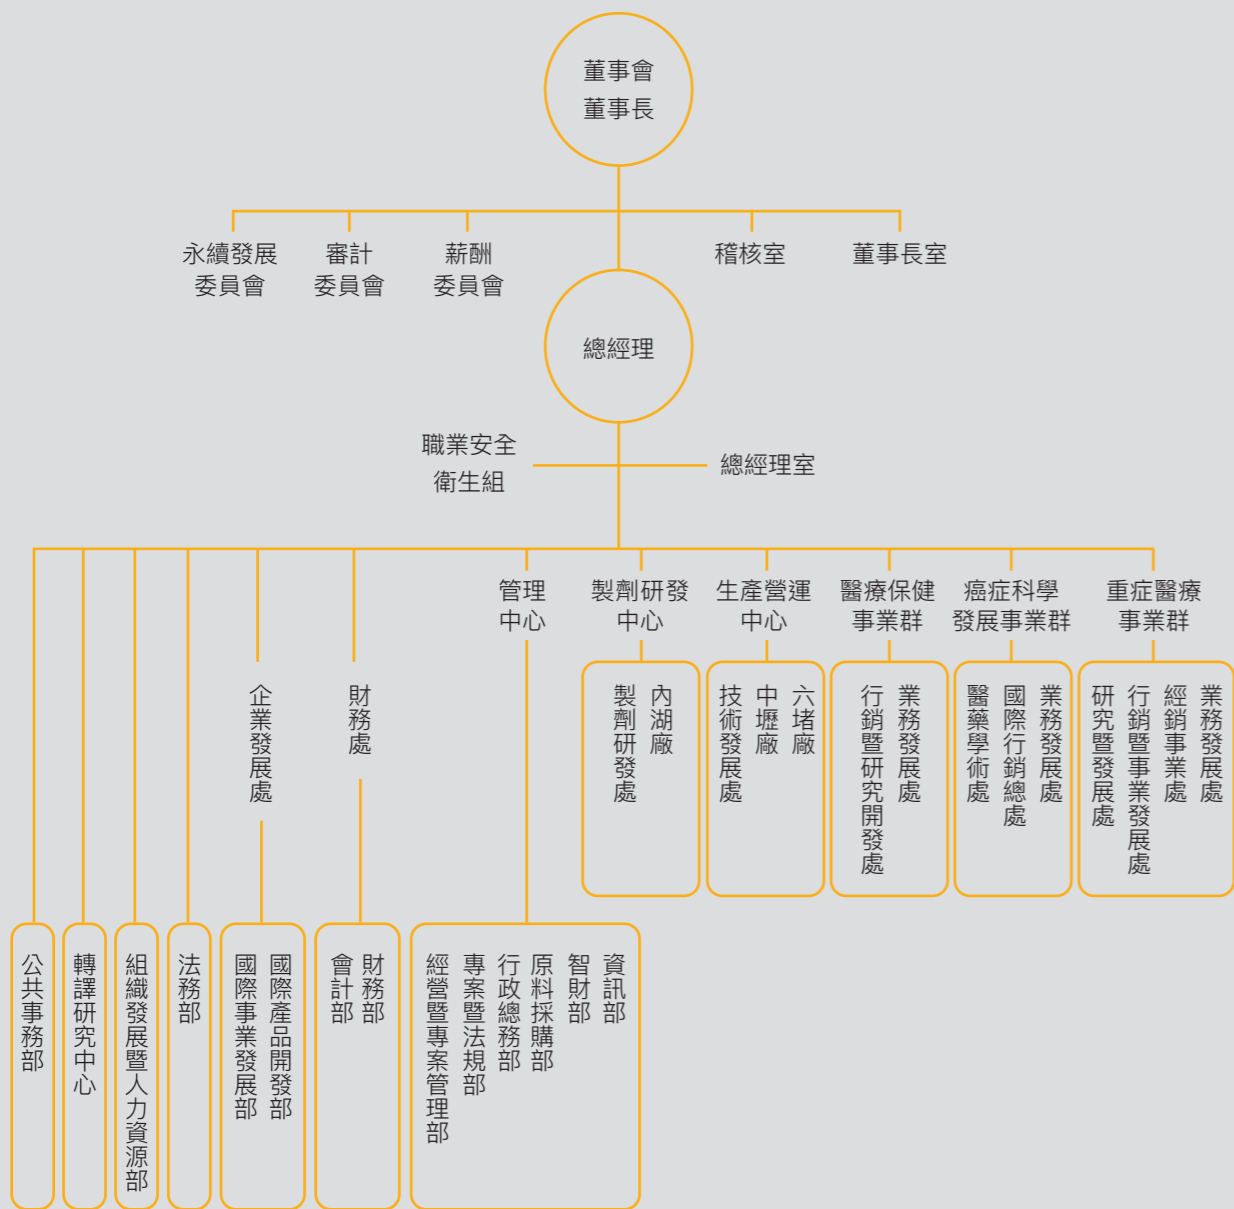 董事會
董事長
永續發展
委員會
審計
委員會
薪酬
委員會
稽核室
董事長室
總經理
職業安全
衛生組
總經理室
管理
中心
製劑研發
中心
生產營運
中心
醫療保健
事業群
癌症科學
發展事業群
重症醫療
事業群
企業發展處
財務處
製劑研發處
內湖廠
技術發展處
中壢廠
六堵廠
行銷暨研究開發處
業務發展處
醫藥學術處
國際行銷總處
業務發展處
研究暨發展處
行銷暨事業發展處
經銷事業處
業務發展處
公共事務部
轉譯研究中心
組織發展暨人力資源部
法務部
國際事業發展部
國際產品開發部
會計部
財務部
經營暨專案管理部
專案暨法規部
行政總務部
原料採購部
智財部
資訊部